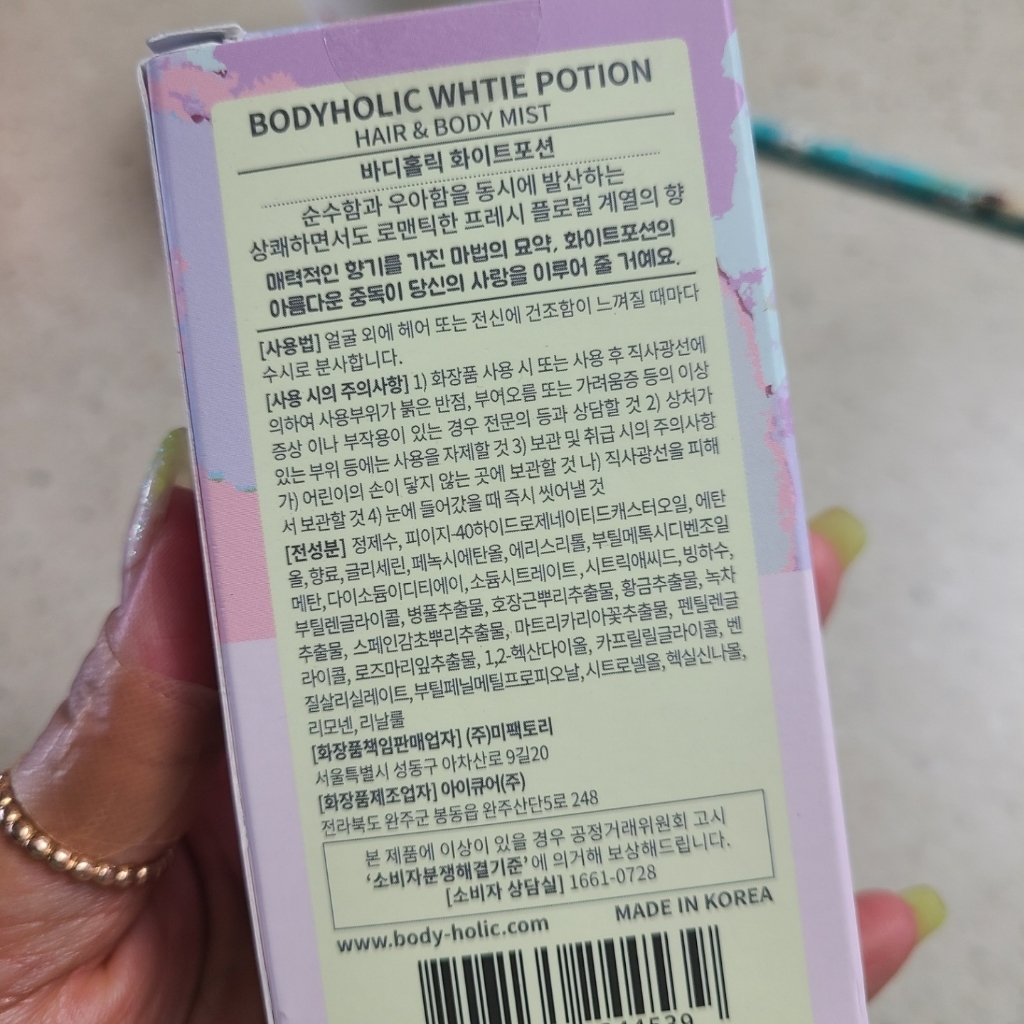 BODYHOLIC WHTIE POTION
HAIR & BODY MIST
바디홀릭 화이트포션
순수함과 우아함을 동시에 발산하는
상쾌하면서도 로맨틱한 프레시 플로럴 계열의 향
매력적인 향기를 가진 마법의 묘약, 화이트포션의
아름다운 중독이 당신의 사랑을 이루어 줄 거예요.
[사용법] 얼굴 외에 헤어 또는 전신에 건조함이 느껴질 때마다
수시로 분사합니다.
[사용 시의 주의사항] 1) 화장품 사용 시 또는 사용 후 직사광선에
의하여 사용부위가 붉은 반점, 부여오름 또는 가려움증 등의 이상
증상 이나 부작용이 있는 경우 전문의 등과 상담할 것 2) 상처가
있는 부위 등에는 사용을 자제할 것 3) 보관 및 취급 시의 주의사항
가) 어린이의 손이 닿지 않는 곳에 보관할 것 나) 직사광선을 피해
서 보관할 것 4) 눈에 들어갔을 때 즉시 씻어낼 것
[전성분] 정제수, 피이지-40하이드로제네이티드캐스터오일, 에탄
올, 향료, 글리세린, 페녹시에탄올, 에리스리톨, 부틸메톡시디벤조일
메탄, 다이소듐이디티에이, 소듐시트레이트, 시트릭애씨드, 빙하수,
부틸렌글라이콜, 병풀추출물, 호장근뿌리추출물, 황금추출물, 녹차
추출물, 스페인감초뿌리추출물, 마트리카리아꽃추출물, 펜틸렌글
라이콜, 로즈마리잎추출물, 1,2-헥산다이올, 카프릴릴글라이콜, 벤
질살리실레이트, 부틸페닐메틸프로피오날, 시트로넬올, 헥실신나몰,
리모넨, 리날룰
[화장품책임판매업자] (주)미팩토리
서울특별시 성동구 아차산로 9길20
[화장품제조업자] 아이큐어(주)
전라북도 완주군 봉동읍 완주산단5로 248
본 제품에 이상이 있을 경우 공정거래위원회 고시
‘소비자분쟁해결기준’에 의거해 보상해드립니다.
[소비자 상담실] 1661-0728
www.body-holic.com
MADE IN KOREA